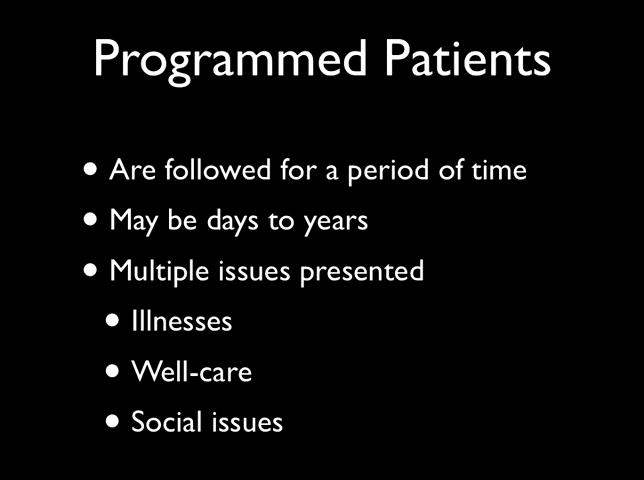 Programmed Patients
• Are followed for a period of time
• May be days to years
• Multiple issues presented
• Illnesses
• Well-care
• Social issues